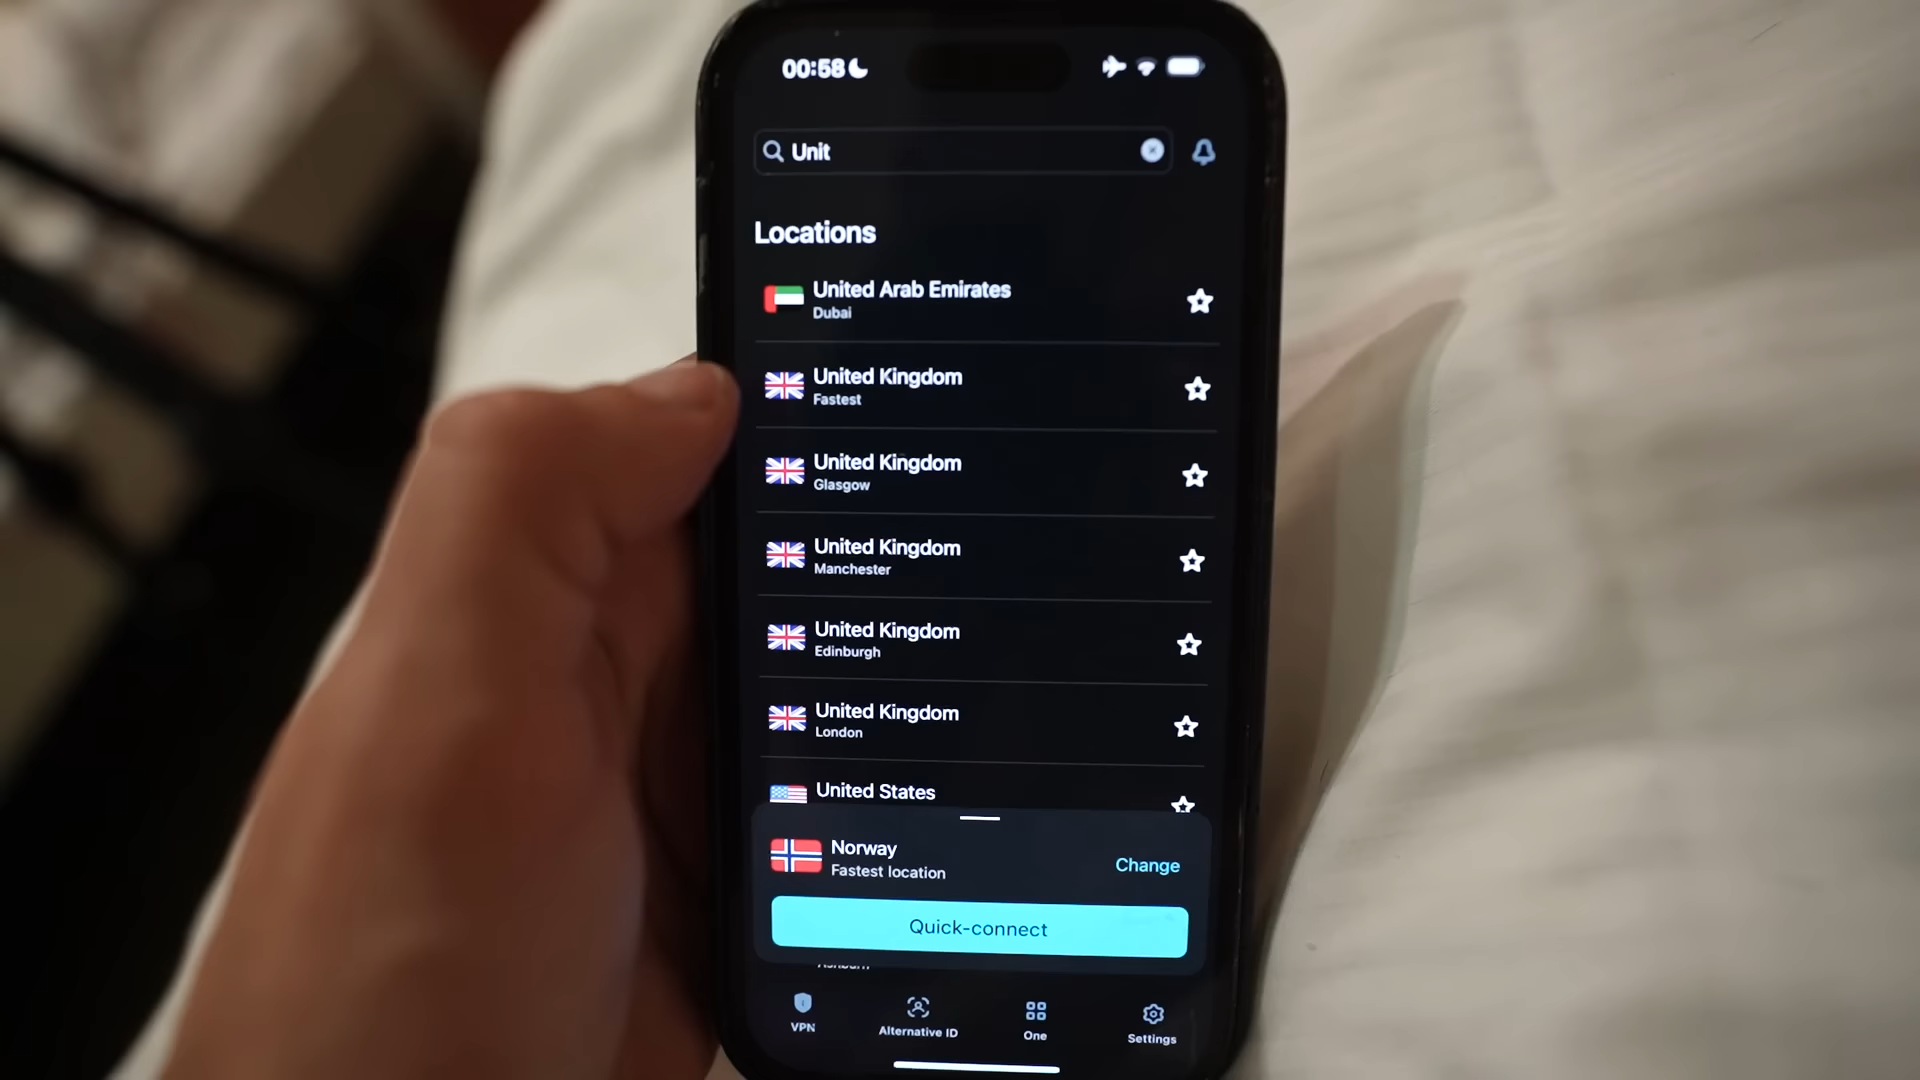 00:58
Unit
Locations
United Arab Emirates
Dubai
United Kingdom
Fastest
United Kingdom
Glasgow
United Kingdom
Manchester
United Kingdom
Edinburgh
United Kingdom
London
United States
Norway
Fastest location
Change
Quick-connect
VPN
Alternative ID
One
Settings